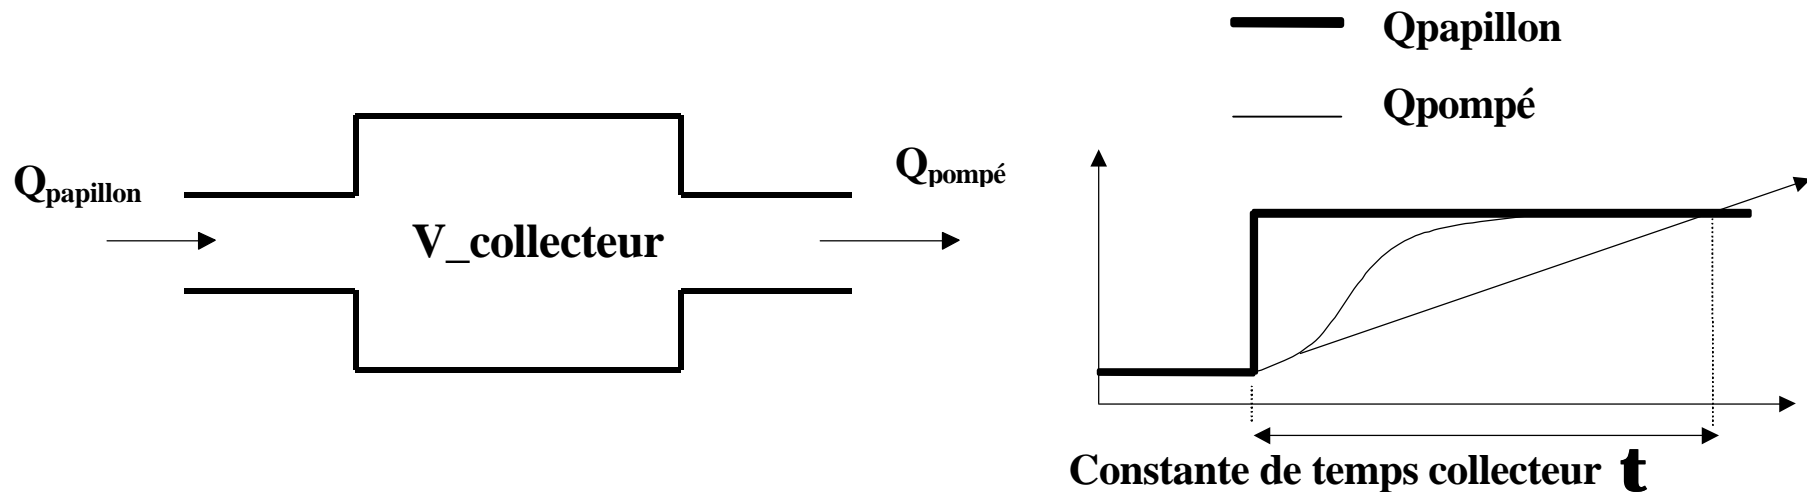 Qpapillon
Qpompé
Qpapillon
Qpompé
V_collecteur
Constante de temps collecteur t